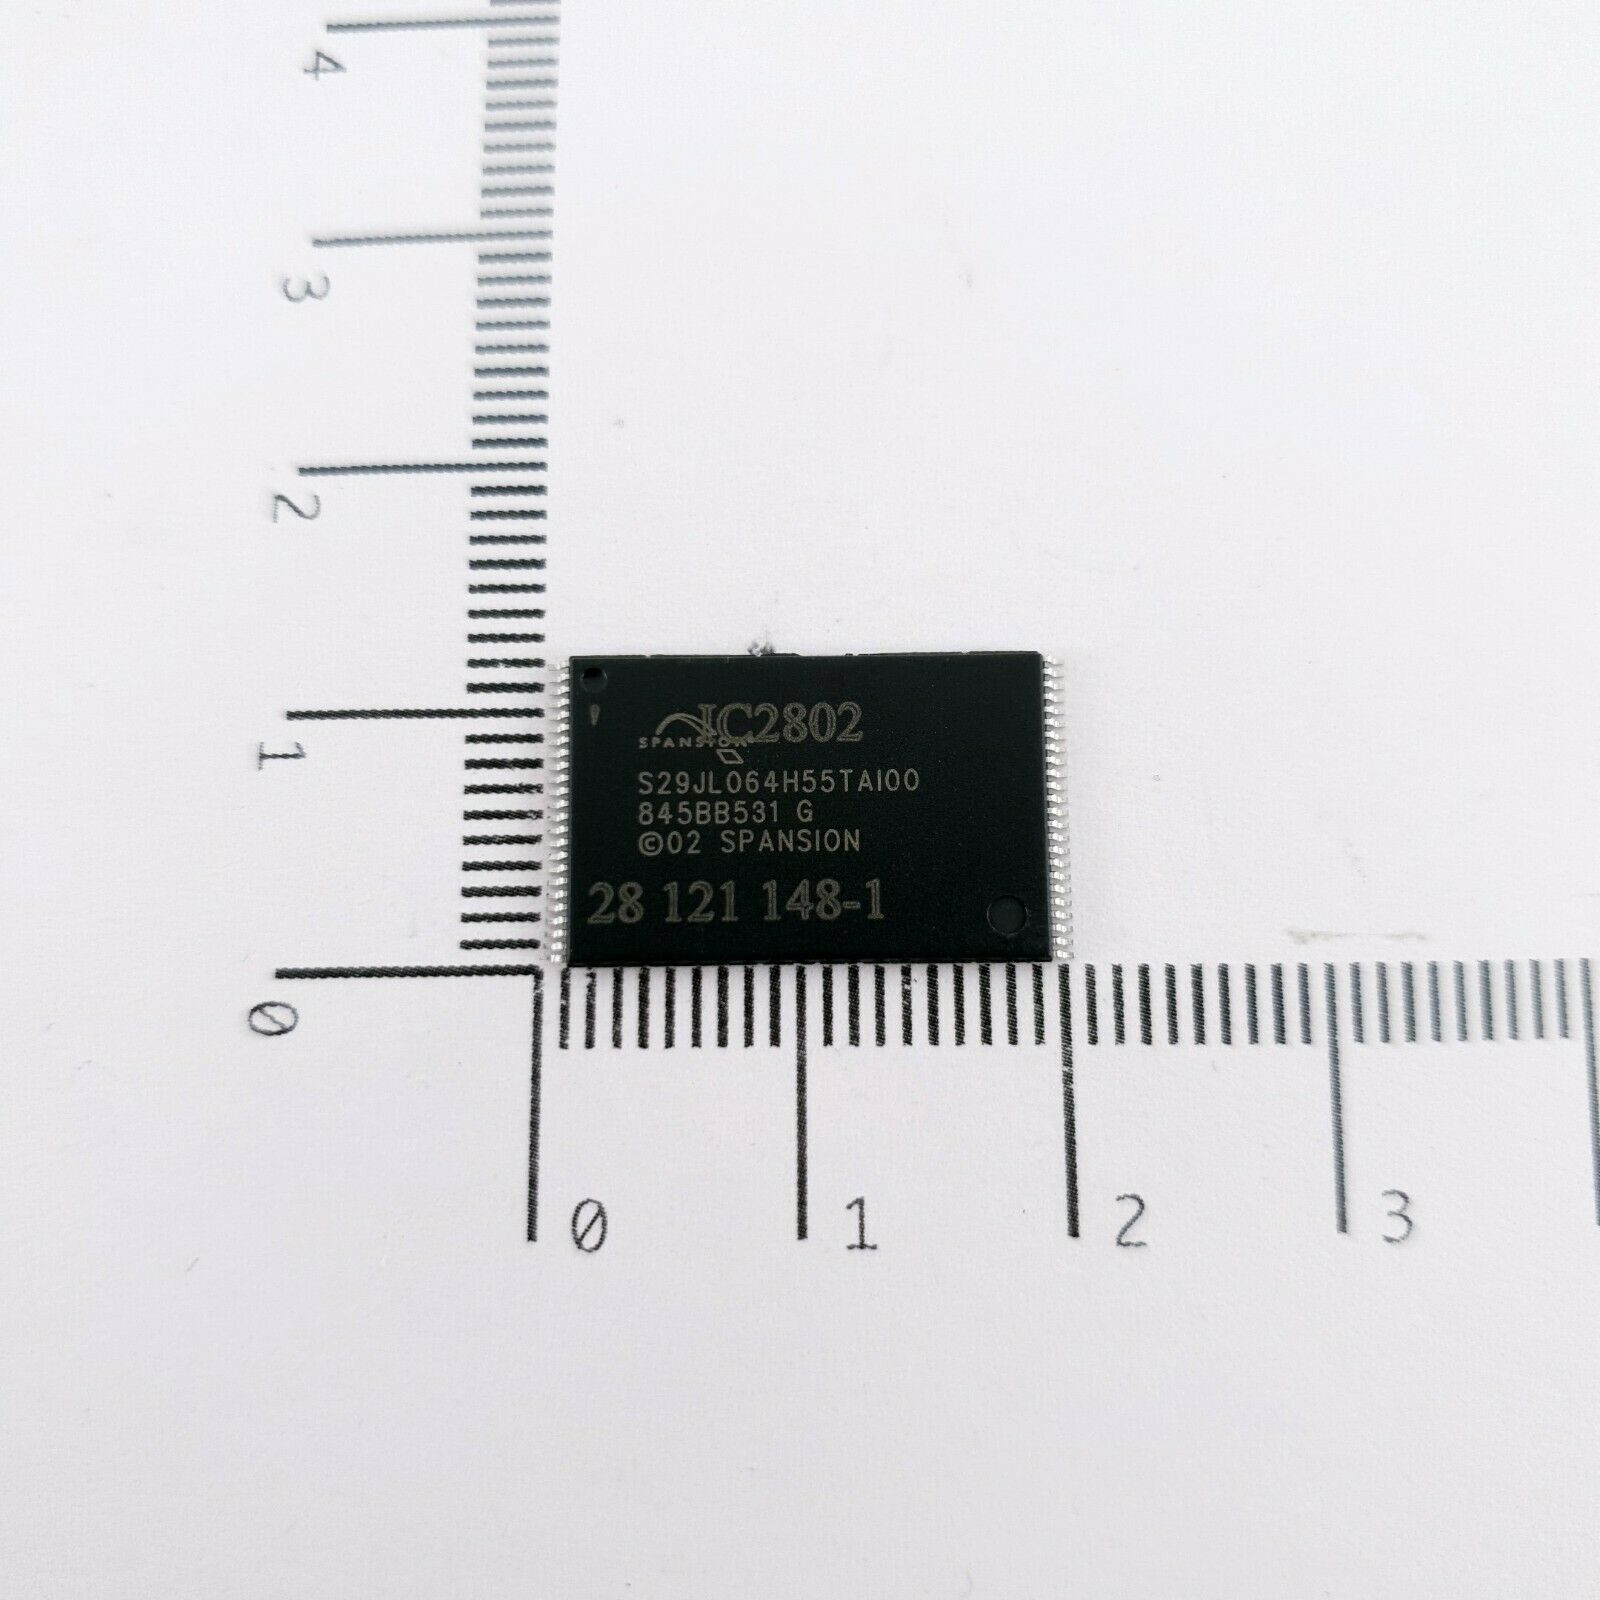 4
3
2
1
0
IC2802
SPANSION
S29JL064H55TAI00
845BB531 G
©02 SPANSION
28 121 148-1
0 1 2 3